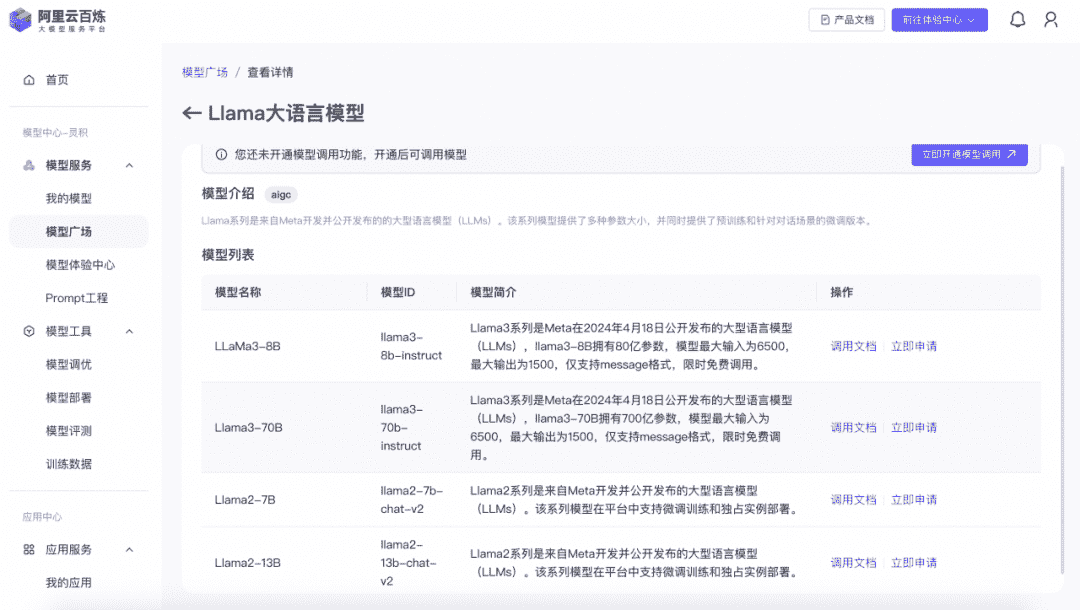 阿里云百炼
大模型服务平台
产品文档
前往体验中心
首页
模型中心-灵积
模型服务
我的模型
模型广场
模型体验中心
Prompt工程
模型工具
模型调优
模型部署
模型评测
训练数据
应用中心
应用服务
我的应用
模型广场 / 查看详情
Llama大语言模型
您还未开通模型调用功能，开通后可调用模型
立即开通模型调用
模型介绍 aigc
Llama系列是来自Meta开发并公开发布的的大型语言模型（LLMs）。该系列模型提供了多种参数大小，并同时提供了预训练和针对对话场景的微调版本。
模型列表
模型名称 模型ID 模型简介 操作
LLaMa3-8B
llama3-
8b-instruct
Llama3系列是Meta在2024年4月18日公开发布的大型语言模型
（LLMs），llama3-8B拥有80亿参数，模型最大输入为6500，
最大输出为1500，仅支持message格式，限时免费调用。
调用文档 立即申请
Llama3-70B
llama3-
70b-
instruct
Llama3系列是Meta在2024年4月18日公开发布的大型语言模型
（LLMs），llama3-70B拥有700亿参数，模型最大输入为
6500，最大输出为1500，仅支持message格式，限时免费调
用。
调用文档 立即申请
Llama2-7B
llama2-7b-
chat-v2
Llama2系列是来自Meta开发并公开发布的大型语言模型
（LLMs）。该系列模型在平台中支持微调训练和独占实例部署。
调用文档 立即申请
Llama2-13B
llama2-
13b-chat-
v2
Llama2系列是来自Meta开发并公开发布的大型语言模型
（LLMs）。该系列模型在平台中支持微调训练和独占实例部署。
调用文档 立即申请